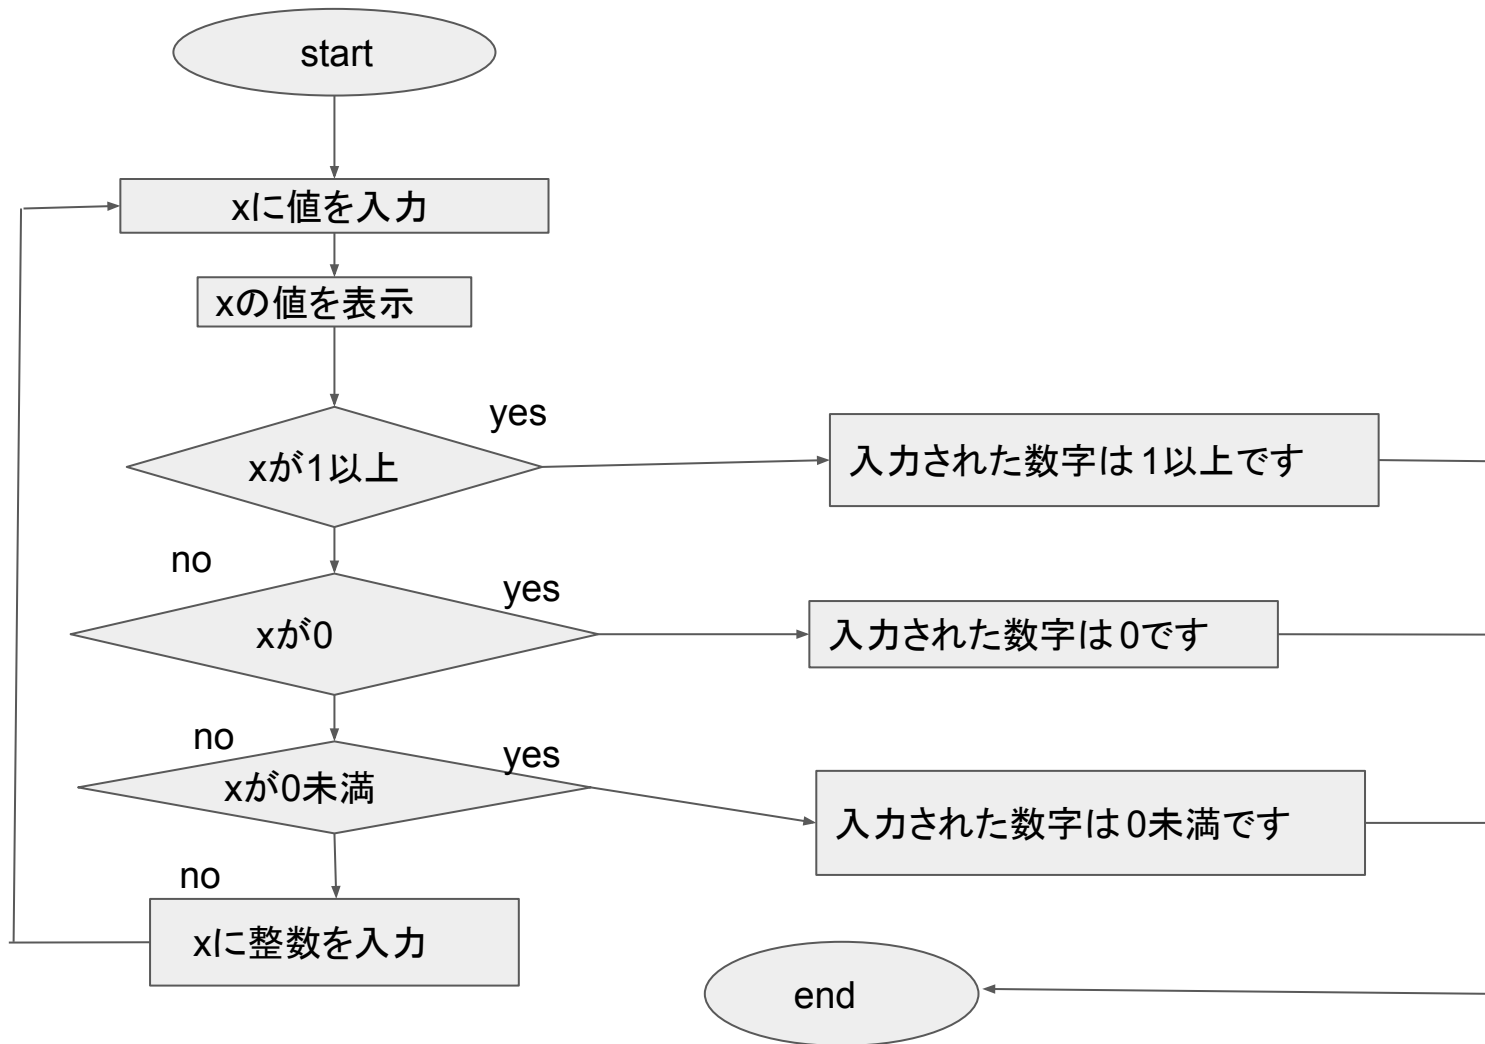 start
xに値を入力
xの値を表示
yes
xが1以上
入力された数字は1以上です
no
yes
xが0
入力された数字は0です
no
yes
xが0未満
入力された数字は0未満です
no
xに整数を入力
end